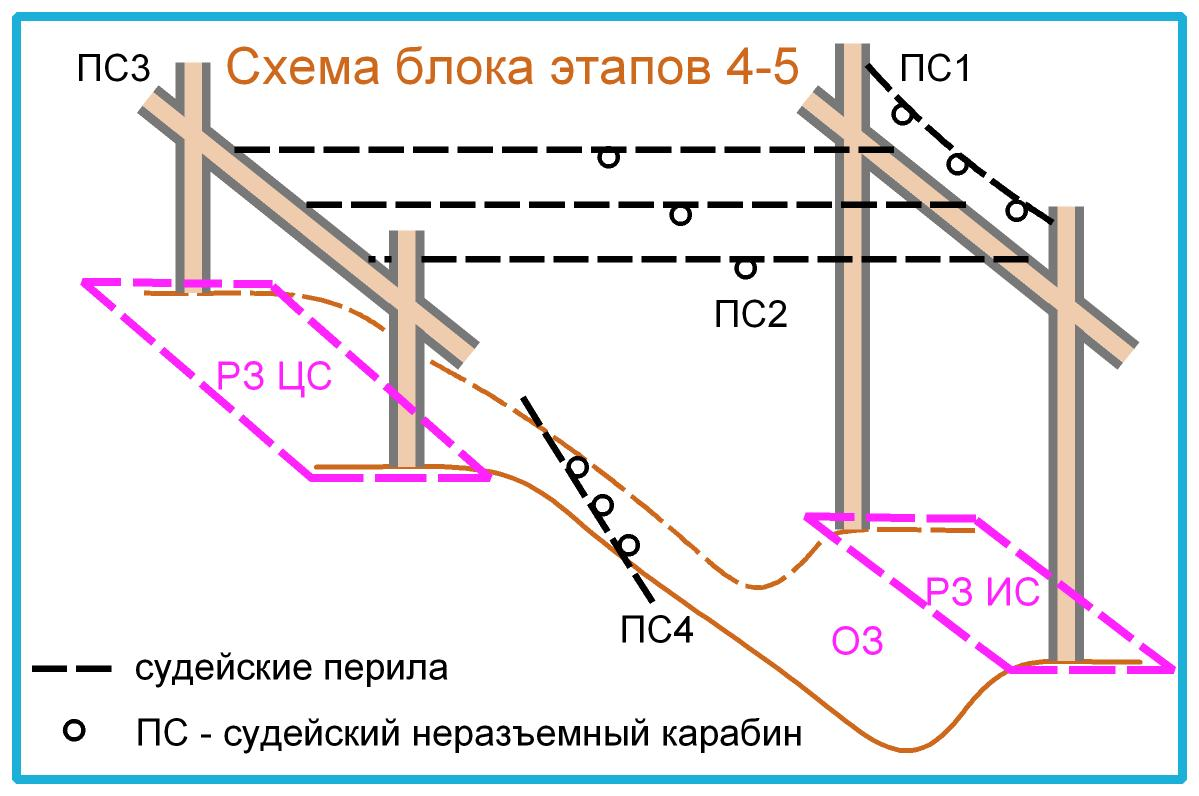 ПС3
Схема блока этапов 4-5
ПС1
ПС2
РЗ ЦС
РЗ ИС
ПС4
ОЗ
судейские перила
ПС - судейский неразъемный карабин